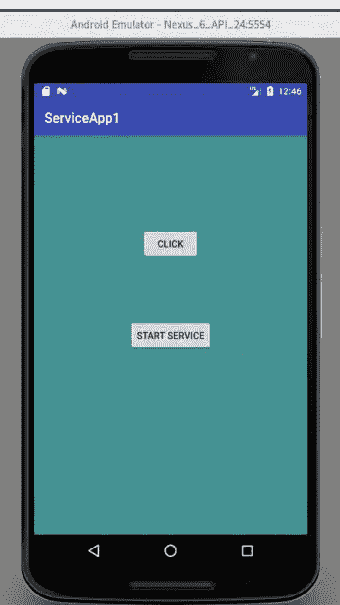 Android Emulator - Nexus_6_API_24:5554
12:46
ServiceApp1
CLICK
START SERVICE